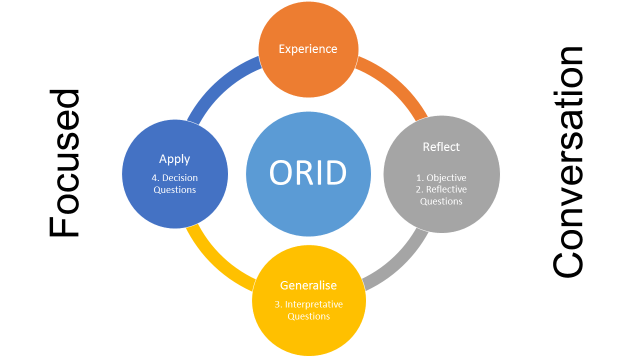 Focused
Experience
Conversation
Reflect
1. Objective
2. Reflective
Questions
ORID
Apply
4. Decision
Questions
Generalise
3. Interpretative
Questions